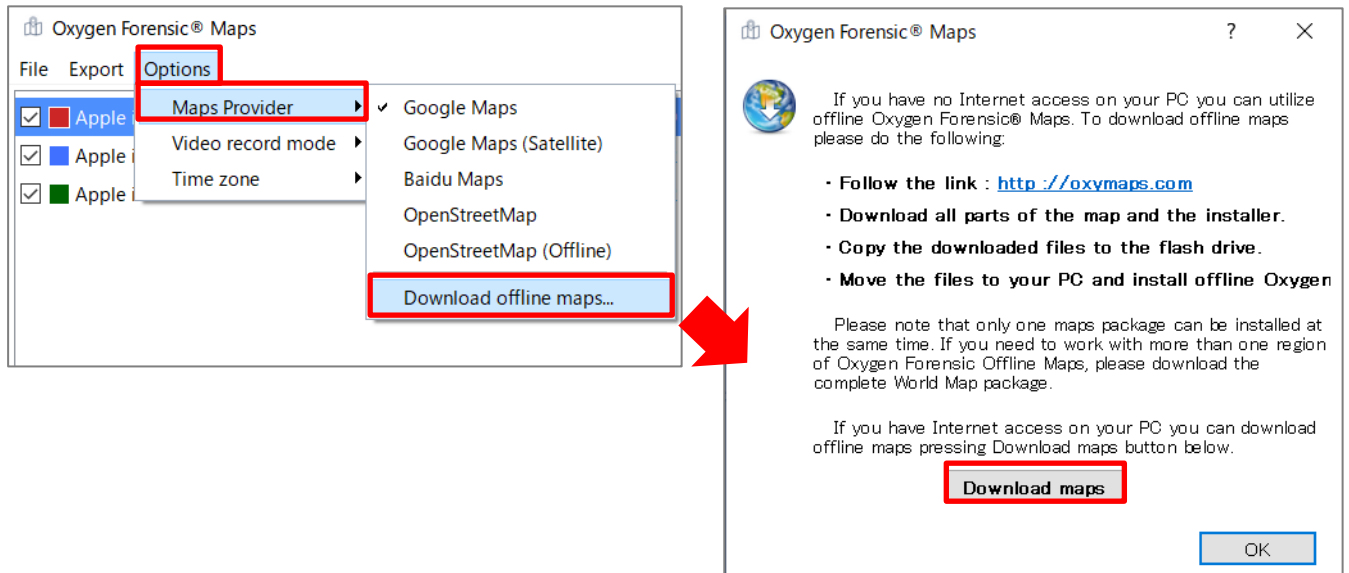 Oxygen Forensic® Maps
File Export Options
Apple i
Apple i
Apple i
Maps Provider
Video record mode
Time zone
Google Maps
Google Maps (Satellite)
Baidu Maps
OpenStreetMap
OpenStreetMap (Offline)
Download offline maps...
Oxygen Forensic® Maps ?
If you have no Internet access on your PC you can utilize
offline Oxygen Forensic® Maps. To download offline maps
please do the following:
· Follow the link : http ://oxymaps.com
· Download all parts of the map and the installer.
· Copy the downloaded files to the flash drive.
· Move the files to your PC and install offline Oxygen
Please note that only one maps package can be installed at
the same time. If you need to work with more than one region
of Oxygen Forensic Offline Maps, please download the
complete World Map package.
If you have Internet access on your PC you can download
offline maps pressing Download maps button below.
Download maps
OK